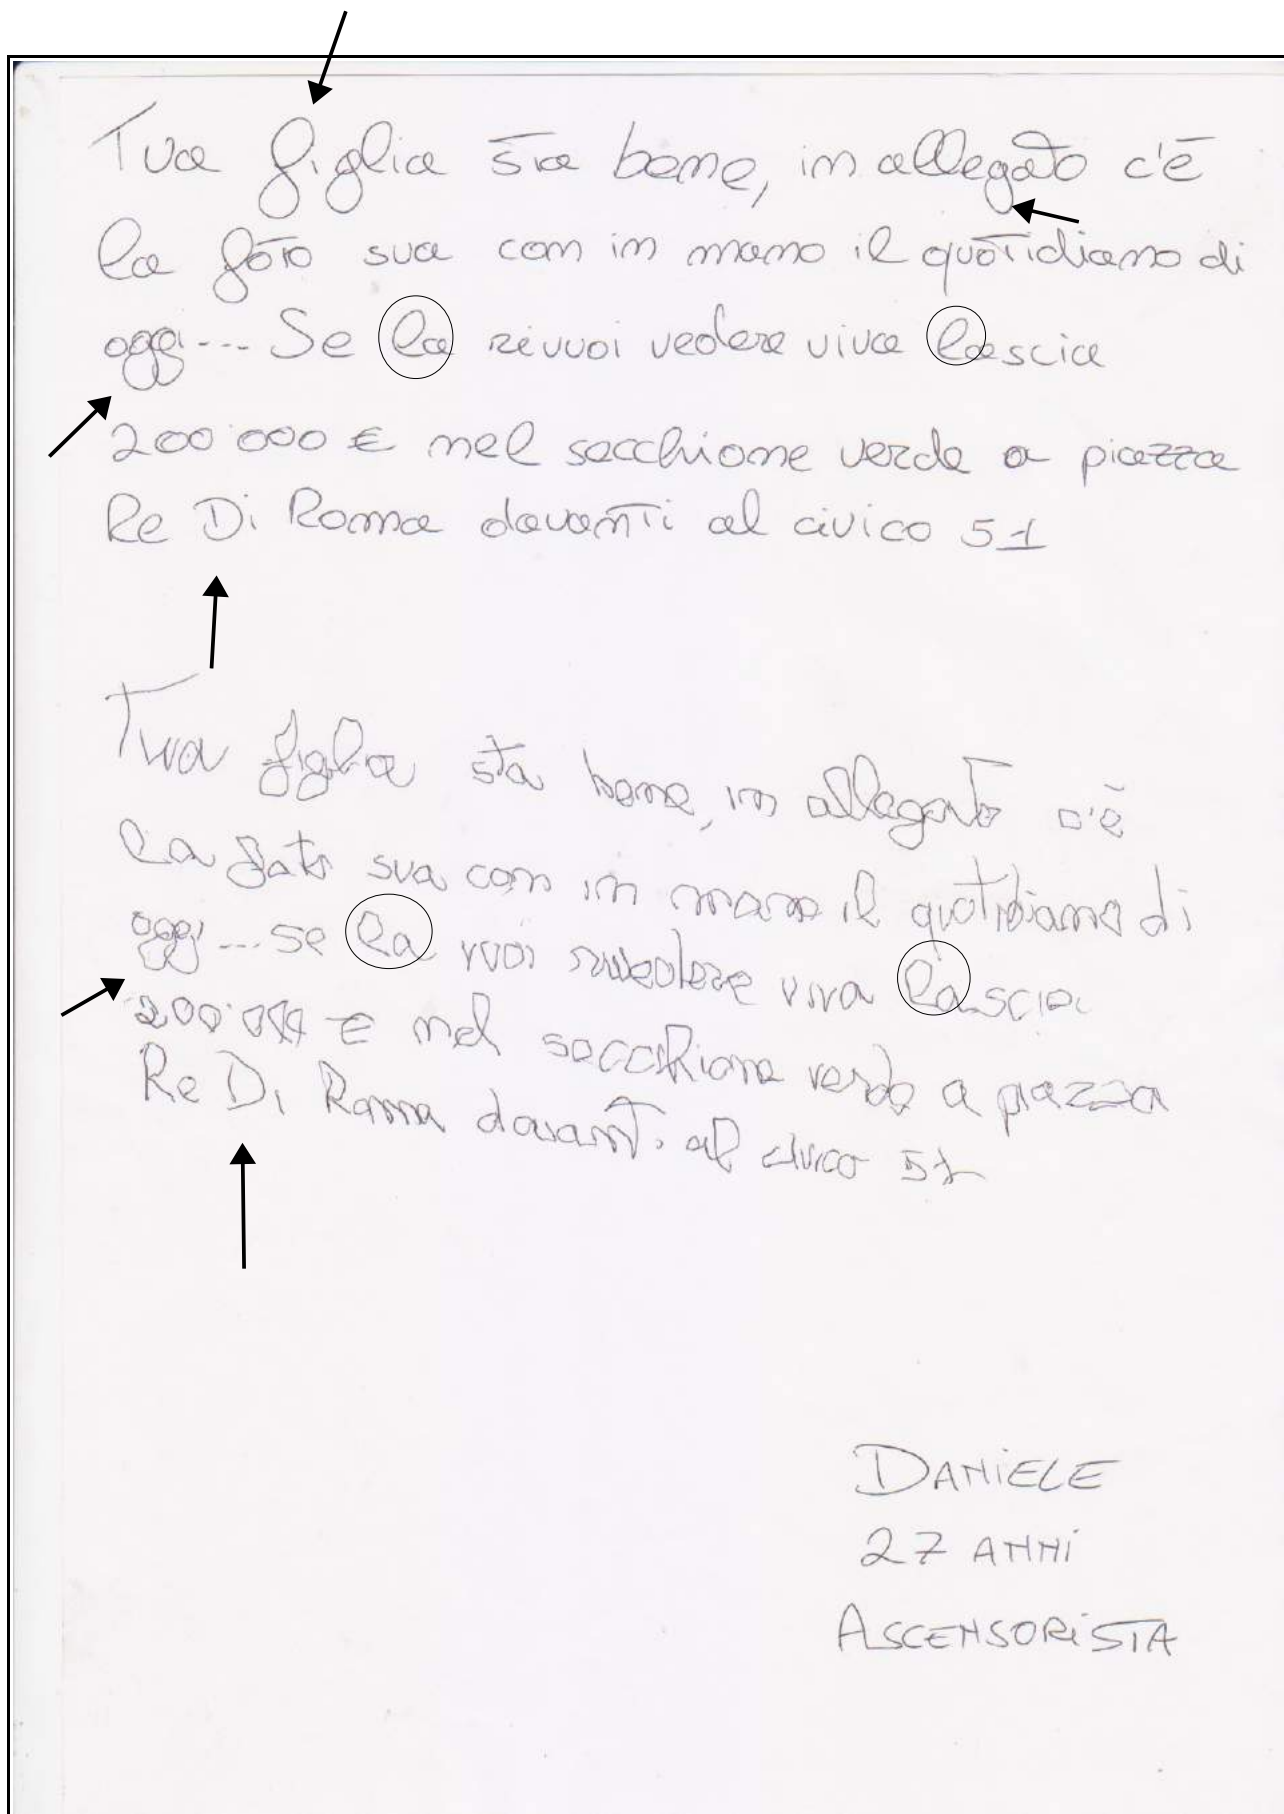 Tua figlia sta bene, in allegato c'è
la foto sua con in mano il quotidiano di
oggi... Se la rivuoi vedere viva lascia
200'000 € nel secchione verde a piazza
Re Di Roma davanti al civico 51
Tua figlia sta bene, in allegato c'è
la foto sua con in mano il quotidiano di
oggi... se la vuoi rivedere viva lascia
200'000 € nel secchione verde a piazza
Re Di Roma davanti al civico 51
DANIELE
27 ANNI
ASCENSORISTA